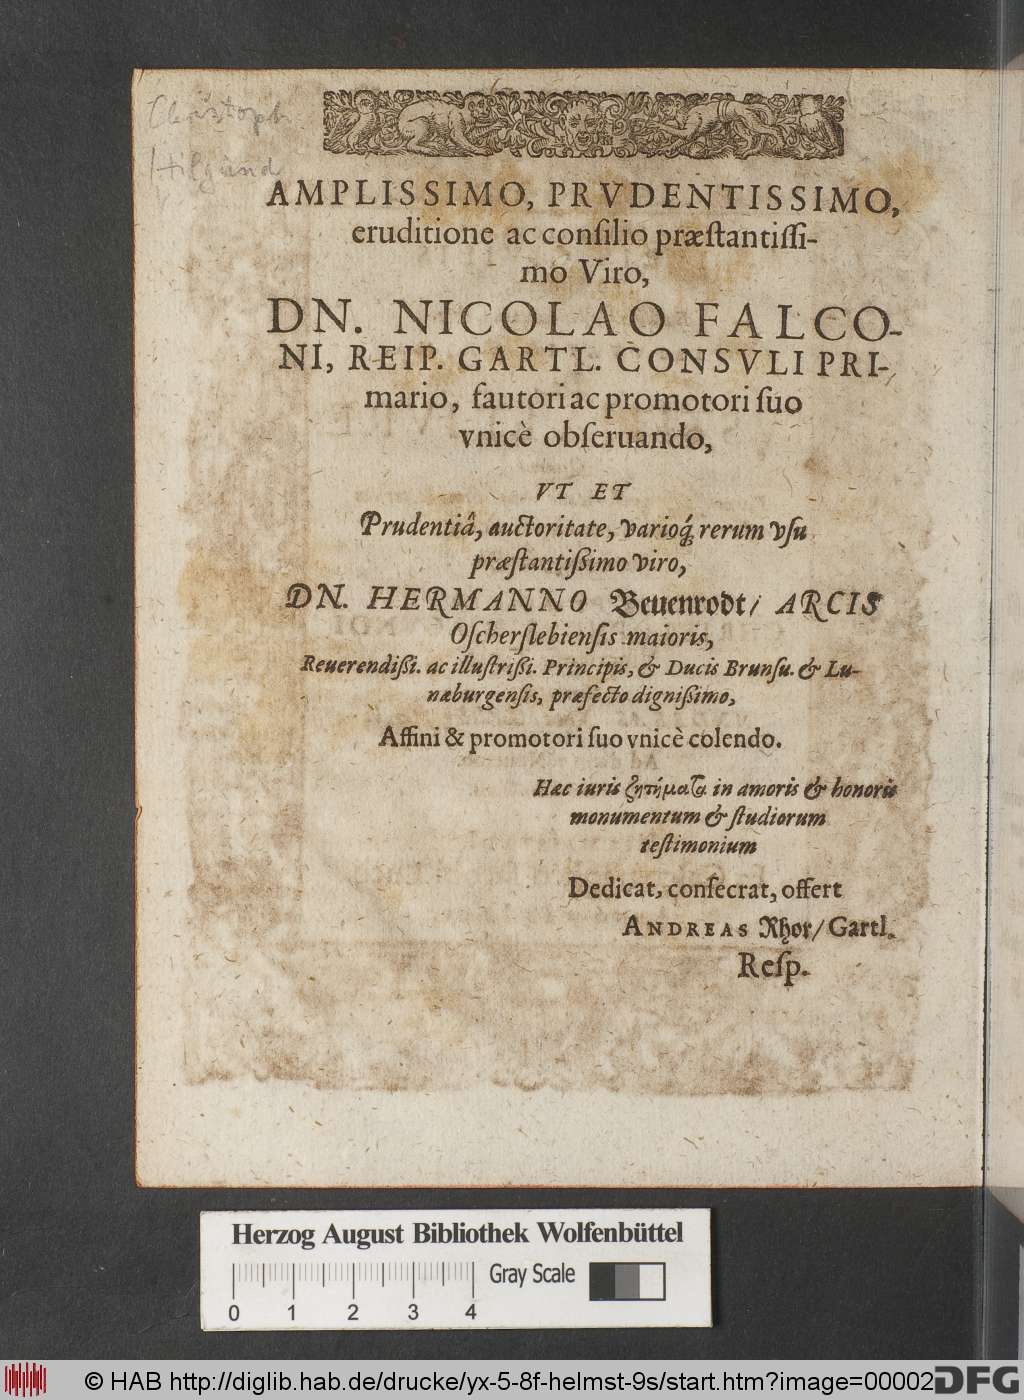 Christoph
Hilgund
AMPLISSIMO, PRVDENTISSIMO,
eruditione ac consilio præstantissi-
mo Viro,
DN. NICOLAO FALCO-
NI, REIP. GARTL. CONSVLI PRI-
mario, fautori ac promotori suo
vnicè obseruando,
VT ET
Prudentiâ, auctoritate, varioq́; rerum vsu
præstantißimo viro,
DN. HERMANNO Beuenrodt/ ARCIS
Oscherslebiensis maioris,
Reuerendißi. ac illustrißi. Principis, & Ducis Brunsu. & Lu-
næburgensis, præfecto dignißimo,
Affini & promotori suo vnicè colendo.
Hæc iuris ζητήματα in amoris & honoris
monumentum & studiorum
testimonium
Dedicat, consecrat, offert
ANDREAS Rhor/ Gartl.
Resp.
Herzog August Bibliothek Wolfenbüttel
Gray Scale
0 1 2 3 4
© HAB http://diglib.hab.de/drucke/yx-5-8f-helmst-9s/start.htm?image=00002
DFG